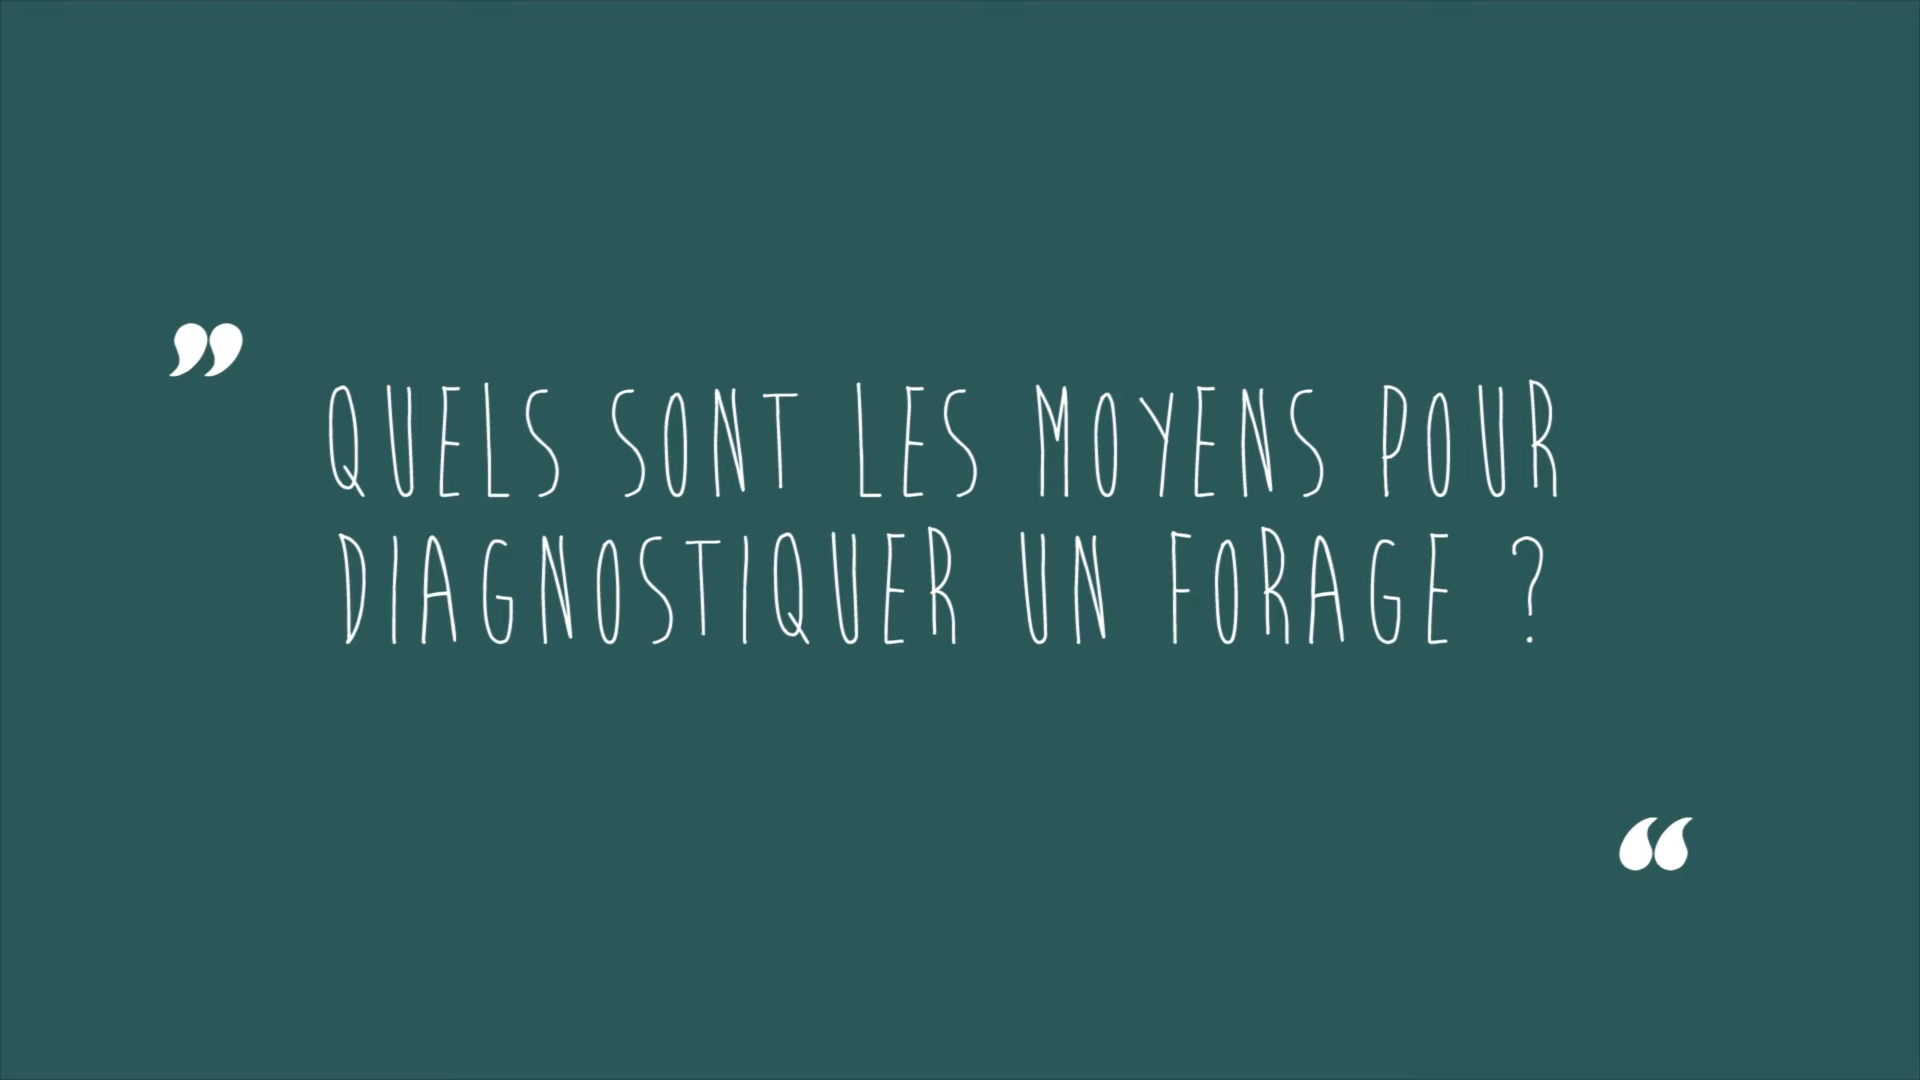 ”
QUELS SONT LES MOYENS POUR
DIAGNOSTIQUER UN FORAGE ?
“